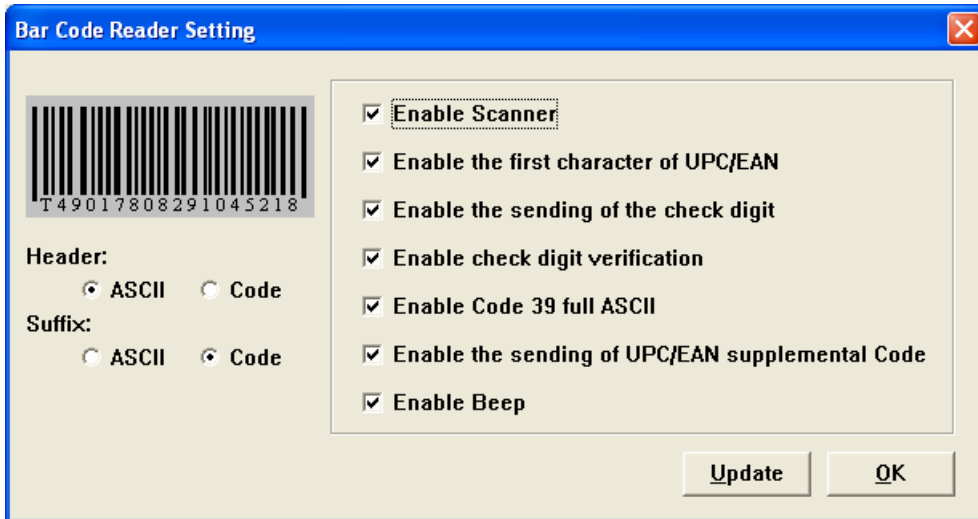 Bar Code Reader Setting
T4901780829104521 8
Header:
ASCII Code
Suffix:
ASCII Code
Enable Scanner
Enable the first character of UPC/EAN
Enable the sending of the check digit
Enable check digit verification
Enable Code 39 full ASCII
Enable the sending of UPC/EAN supplemental Code
Enable Beep
Update OK